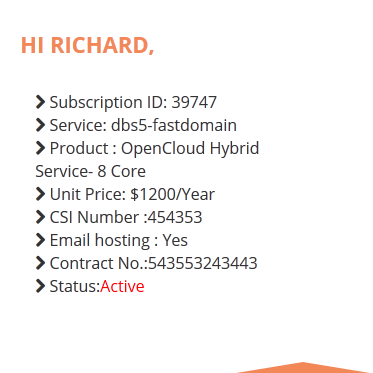 HI RICHARD,
Subscription ID: 39747
Service: dbs5-fastdomain
Product : OpenCloud Hybrid
Service- 8 Core
Unit Price: $1200/Year
CSI Number :454353
Email hosting : Yes
Contract No.:543553243443
Status:Active